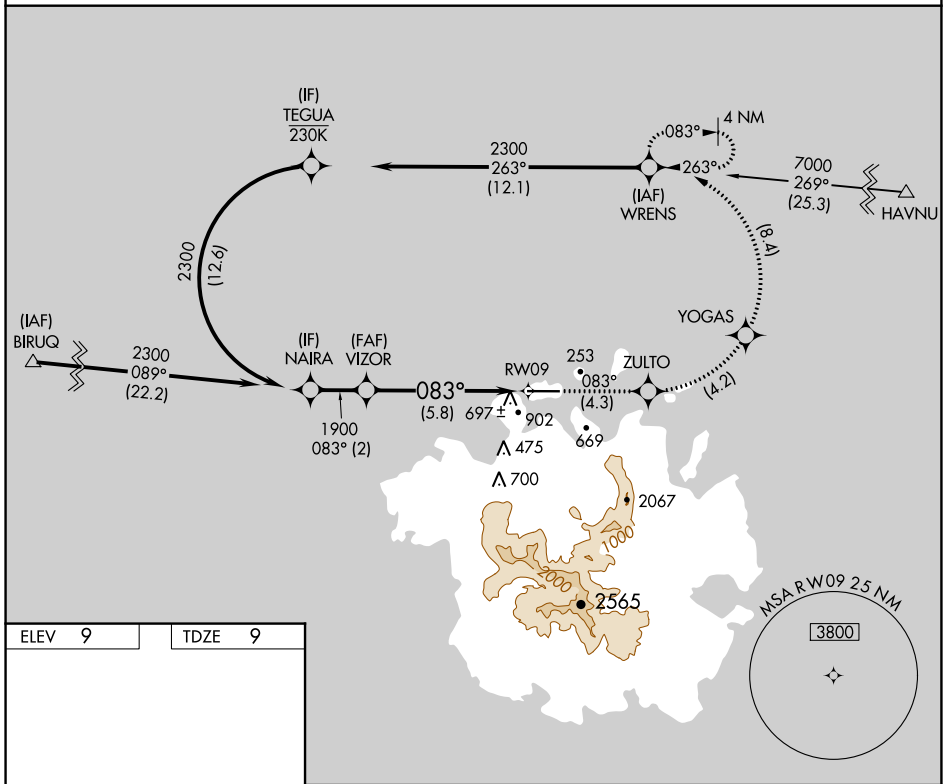 (IF)
TEGUA
230K
083°
4 NM
2300
263°
(12.1)
263°
7000
269°
(25.3)
HAVNU
(IAF)
WRENS
2300
(12.6)
(8.4)
(IAF)
BIRUQ
2300
089°
(22.2)
(IF)
NAIRA
(FAF)
VIZOR
YOGAS
RW09
253
083°
(4.3)
ZULTO
(4.2)
083°
(5.8)
697 ±
902
669
1900
083° (2)
475
700
2067
1000
2000
2565
MSA RW09 25 NM
3800
ELEV 9
TDZE 9